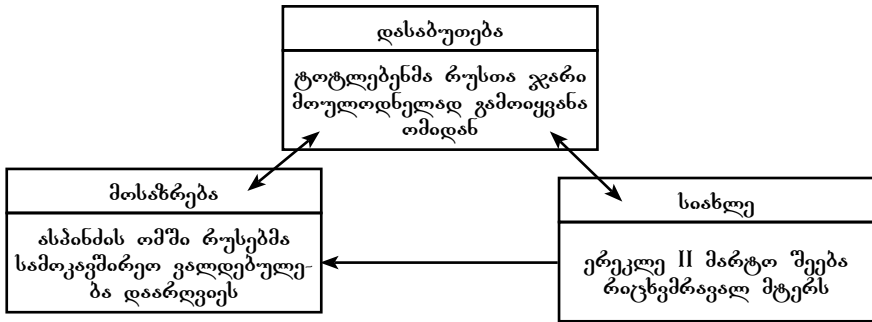 დასაბუთება
ტოტლებენმა რუსთა ჯარი
მოულოდნელად გამოიყვანა
ომიდან
მოსაზრება
ასპინძის ომში რუსებმა
სამოკავშირეო ვალდებულე-
ბა დაარღვიეს
სიახლე
ერეკლე II მარტო შეება
რიცხვმრავალ მტერს